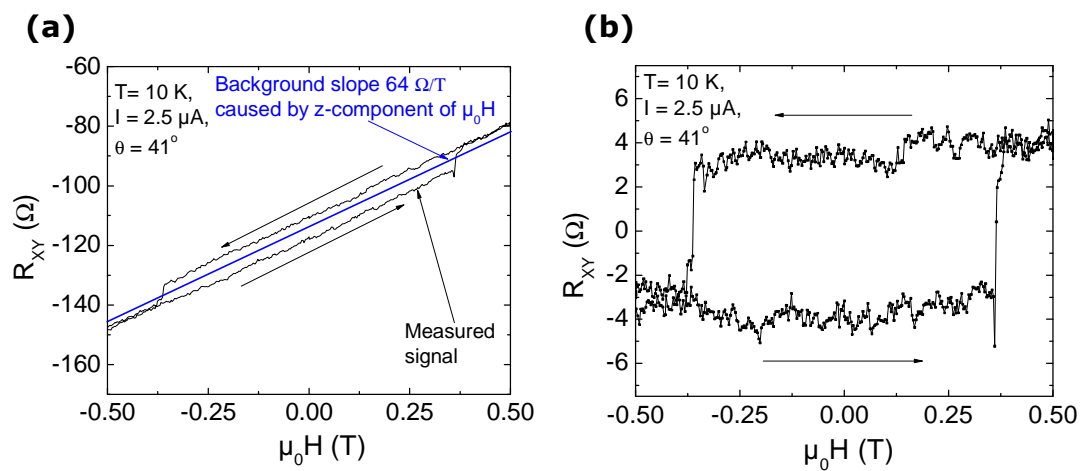 (a)
-60
-80
-100
-120
-140
-160
R_XY (Ω)
T= 10 K,
I = 2.5 µA,
θ = 41°
Background slope 64 Ω/T
caused by z-component of µ₀H
Measured
signal
-0.50
-0.25
0.00
0.25
0.50
µ₀H (T)
(b)
6
4
2
0
-2
-4
-6
R_XY (Ω)
T= 10 K,
I = 2.5 µA,
θ = 41°
-0.50
-0.25
0.00
0.25
0.50
µ₀H (T)